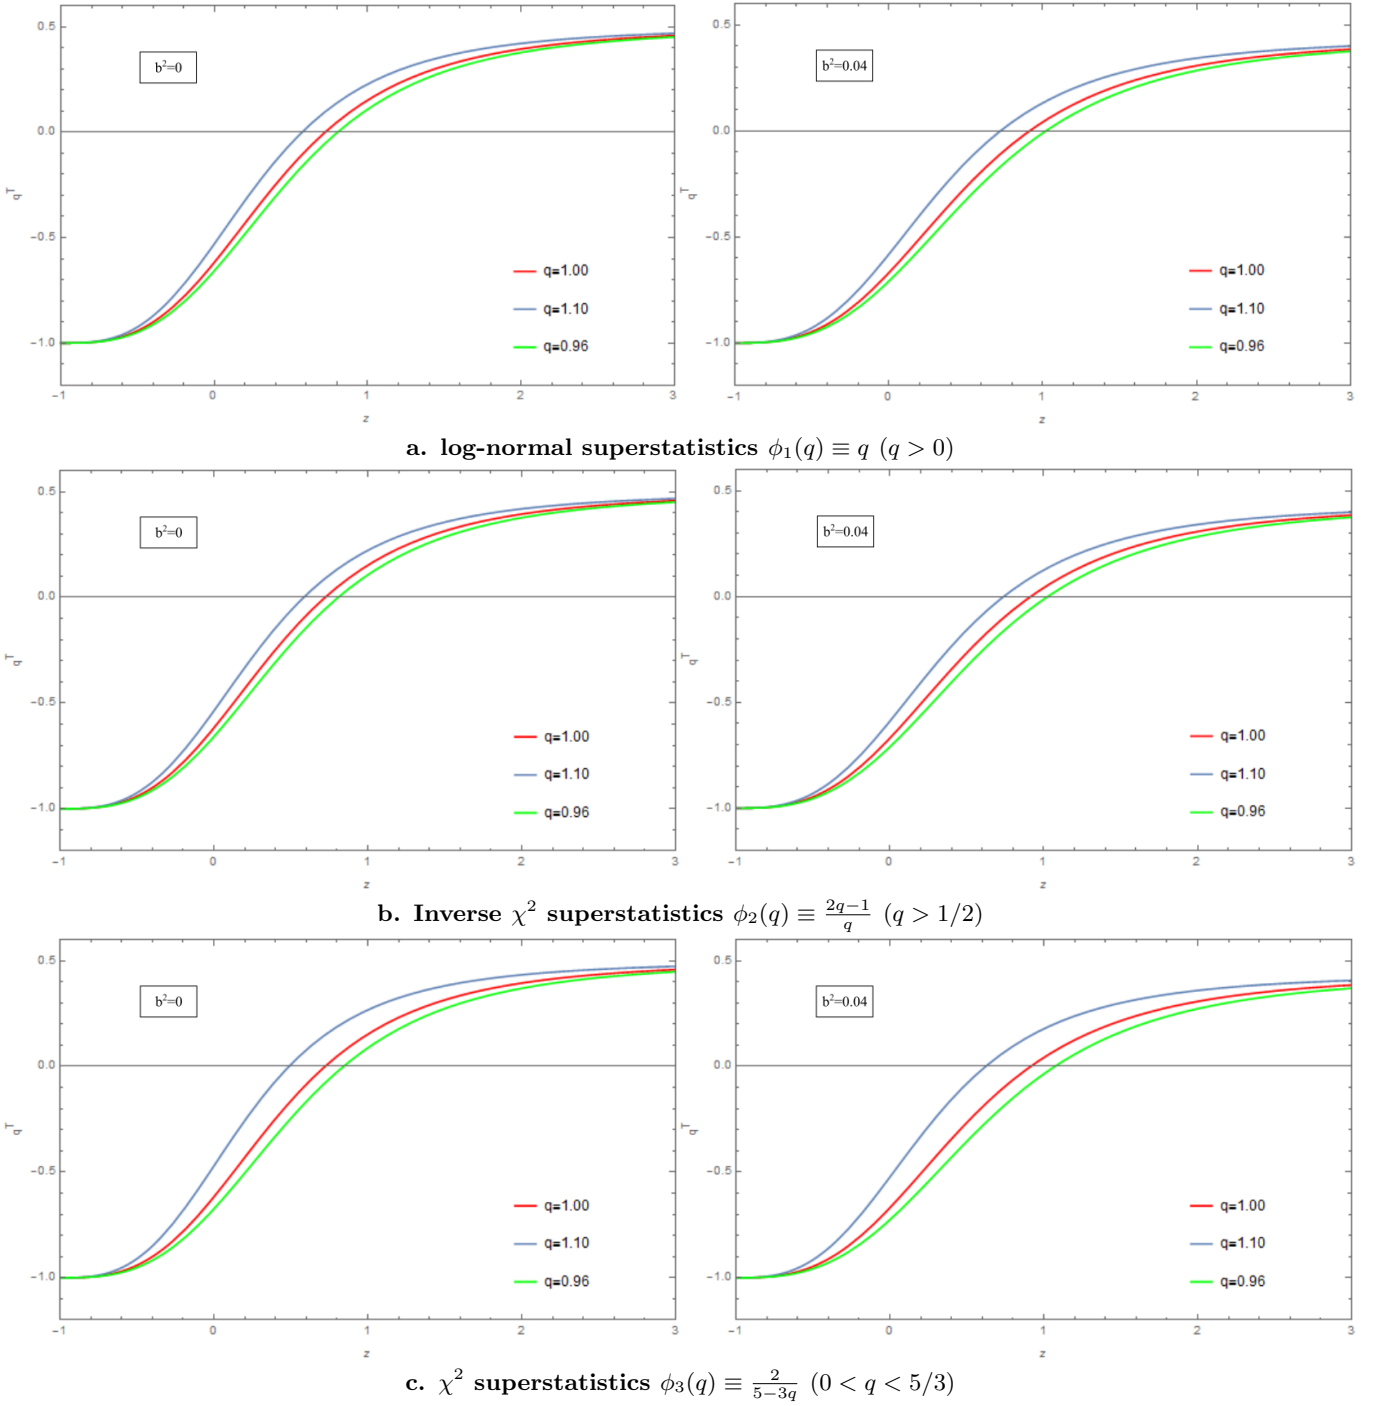 0.5
0.0
−0.5
−1.0
qT
b²=0
q=1.00
q=1.10
q=0.96
−1 0 1 2 3
z
0.5
0.0
−0.5
−1.0
qT
b²=0.04
q=1.00
q=1.10
q=0.96
−1 0 1 2 3
z
a. log-normal superstatistics ϕ₁(q) ≡ q (q > 0)
0.5
0.0
−0.5
−1.0
qT
b²=0
q=1.00
q=1.10
q=0.96
−1 0 1 2 3
z
0.5
0.0
−0.5
−1.0
qT
b²=0.04
q=1.00
q=1.10
q=0.96
−1 0 1 2 3
z
b. Inverse χ² superstatistics ϕ₂(q) ≡ (2q−1)/q (q > 1/2)
0.5
0.0
−0.5
−1.0
qT
b²=0
q=1.00
q=1.10
q=0.96
−1 0 1 2 3
z
0.5
0.0
−0.5
−1.0
qT
b²=0.04
q=1.00
q=1.10
q=0.96
−1 0 1 2 3
z
c. χ² superstatistics ϕ₃(q) ≡ 2/(5−3q) (0 < q < 5/3)